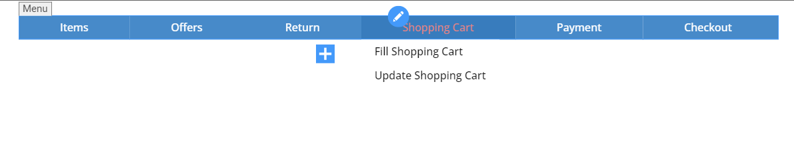 Menu
Items Offers Return Shopping Cart Payment Checkout
Fill Shopping Cart
Update Shopping Cart